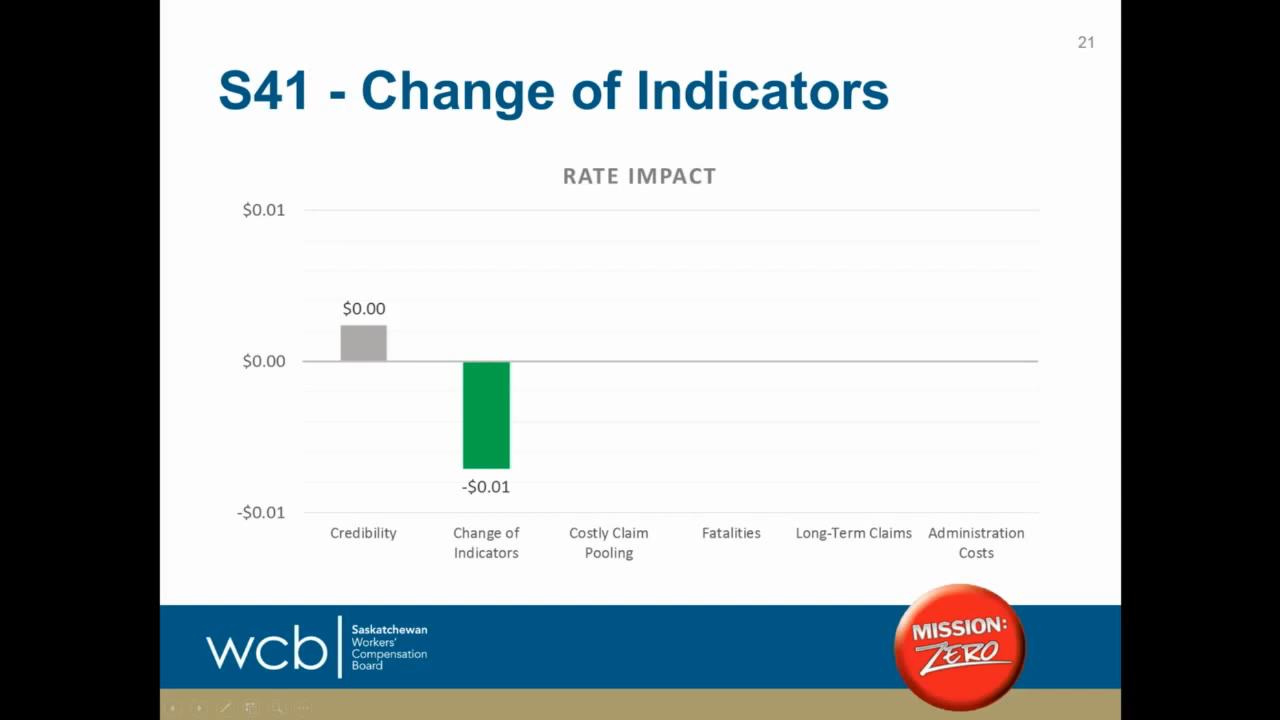 21
S41 - Change of Indicators
RATE IMPACT
$0.01
$0.00
$0.00
-$0.01
-$0.01
Credibility
Change of
Indicators
Costly Claim
Pooling
Fatalities
Long-Term Claims
Administration
Costs
wcb
Saskatchewan
Workers'
Compensation
Board
MISSION:
ZERO